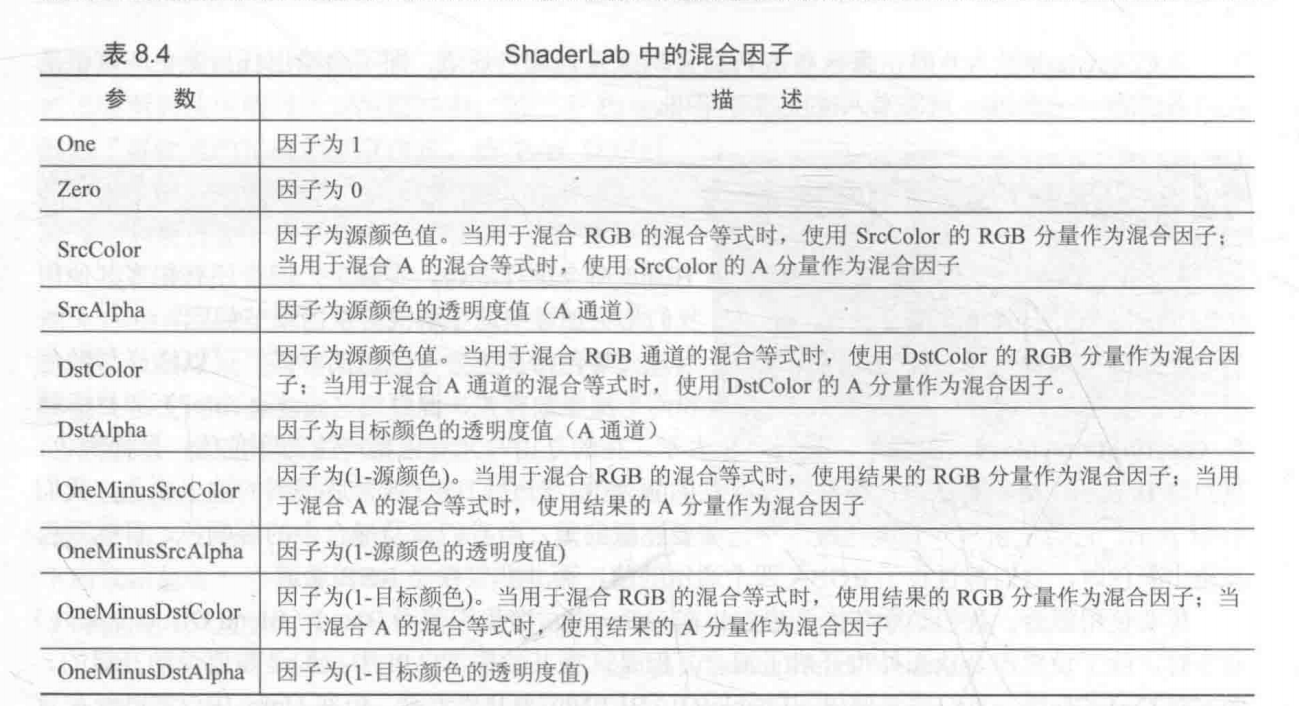 表 8.4 ShaderLab 中的混合因子
参 数 描 述
One 因子为 1
Zero 因子为 0
SrcColor 因子为源颜色值。当用于混合 RGB 的混合等式时，使用 SrcColor 的 RGB 分量作为混合因子；
当用于混合 A 的混合等式时，使用 SrcColor 的 A 分量作为混合因子
SrcAlpha 因子为源颜色的透明度值（A 通道）
DstColor 因子为源颜色值。当用于混合 RGB 通道的混合等式时，使用 DstColor 的 RGB 分量作为混合因
子；当用于混合 A 通道的混合等式时，使用 DstColor 的 A 分量作为混合因子。
DstAlpha 因子为目标颜色的透明度值（A 通道）
OneMinusSrcColor 因子为(1-源颜色)。当用于混合 RGB 的混合等式时，使用结果的 RGB 分量作为混合因子；当用
于混合 A 的混合等式时，使用结果的 A 分量作为混合因子
OneMinusSrcAlpha 因子为(1-源颜色的透明度值)
OneMinusDstColor 因子为(1-目标颜色)。当用于混合 RGB 的混合等式时，使用结果的 RGB 分量作为混合因子；当
用于混合 A 的混合等式时，使用结果的 A 分量作为混合因子
OneMinusDstAlpha 因子为(1-目标颜色的透明度值)